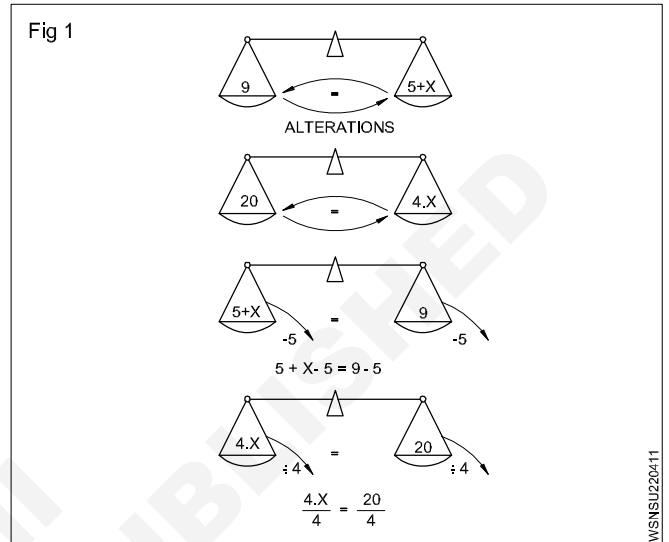 Fig 1
9 = 5+X
ALTERATIONS
20 = 4.X
5+X = 9
-5 -5
5 + X- 5 = 9 - 5
4.X = 20
÷ 4 ÷ 4
4.X = 20
4 4
WSNSU220411
BLISHED